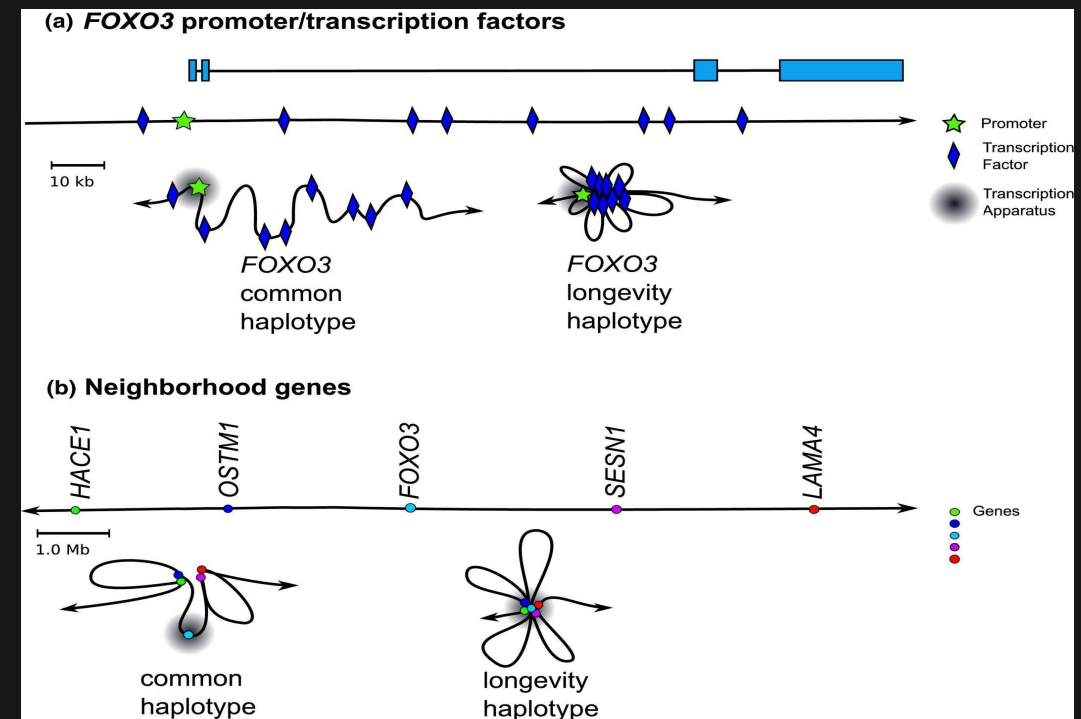 (a) FOXO3 promoter/transcription factors
Promoter
Transcription
Factor
10 kb
Transcription
Apparatus
FOXO3
common
haplotype
FOXO3
longevity
haplotype
(b) Neighborhood genes
HACE1
OSTM1
FOXO3
SESN1
LAMA4
Genes
1.0 Mb
common
haplotype
longevity
haplotype